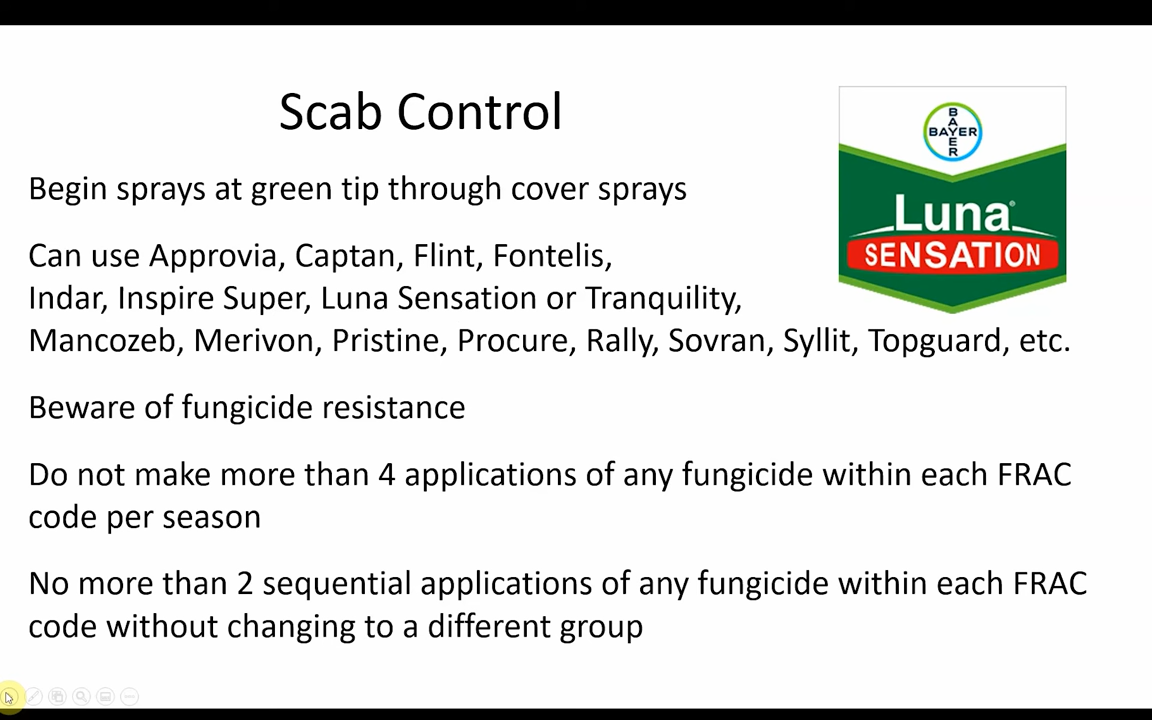 Scab Control
BAYER
BAYER
Luna®
SENSATION
Begin sprays at green tip through cover sprays
Can use Approvia, Captan, Flint, Fontelis,
Indar, Inspire Super, Luna Sensation or Tranquility,
Mancozeb, Merivon, Pristine, Procure, Rally, Sovran, Syllit, Topguard, etc.
Beware of fungicide resistance
Do not make more than 4 applications of any fungicide within each FRAC
code per season
No more than 2 sequential applications of any fungicide within each FRAC
code without changing to a different group